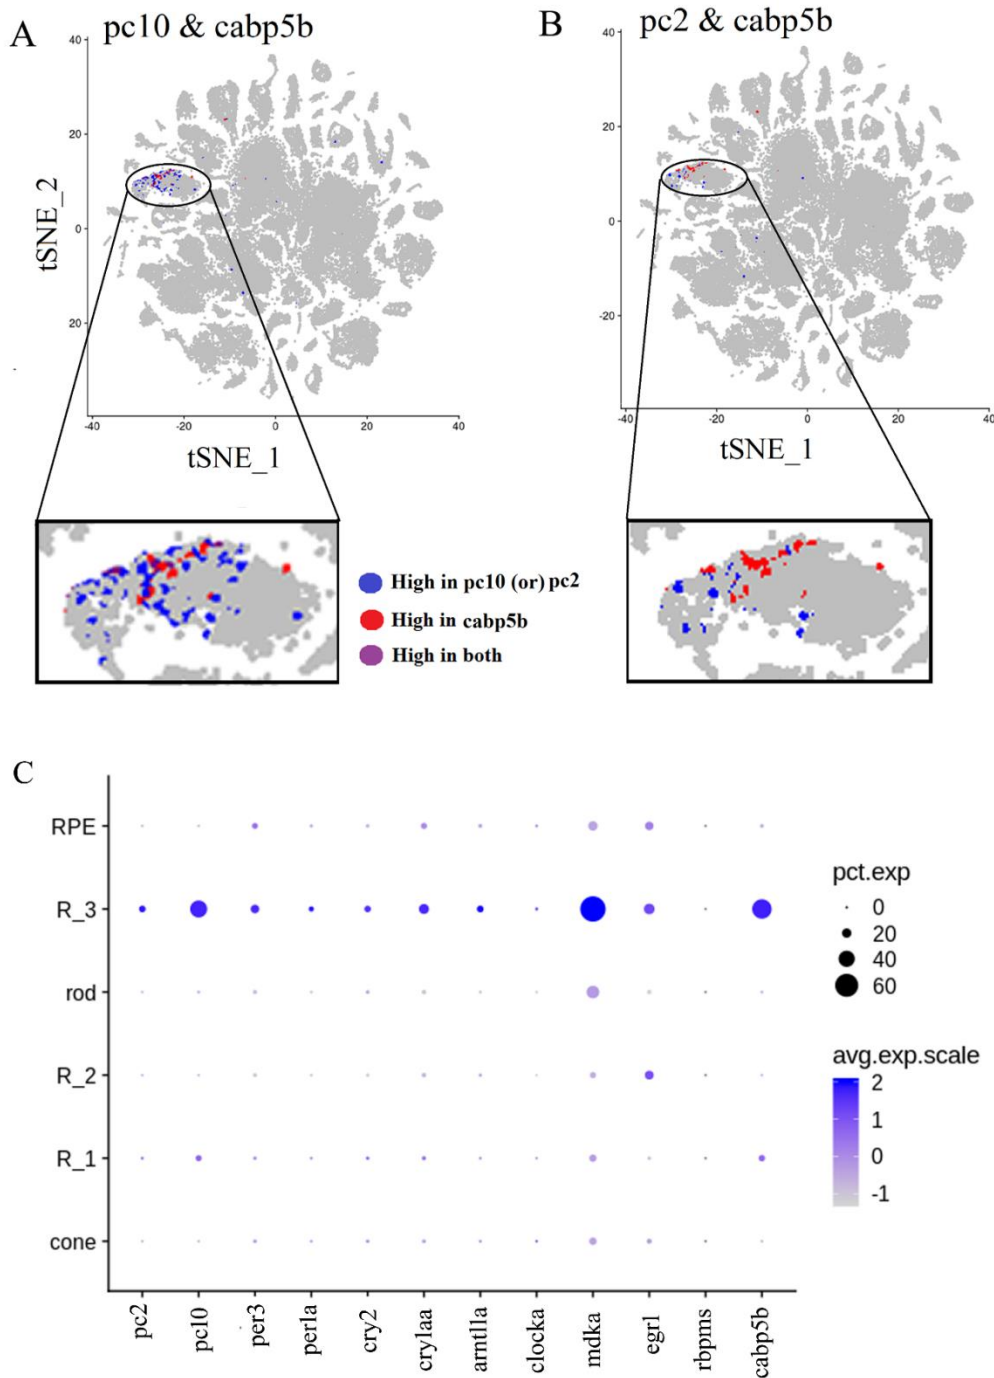 A
pc10 & cabp5b
B
pc2 & cabp5b
40
20
0
20
tSNE_2
-40
-20
0
20
40
tSNE_1
40
20
0
-20
-40
-40
-20
0
20
40
tSNE_1
High in pc10 (or) pc2
High in cabp5b
High in both
C
RPE
R_3
rod
R_2
R_1
cone
pc2
pc10
per3
per1a
cry2
cry1aa
arntl1a
clocka
mdka
egr1
rbpms
cabp5b
pct.exp
0
20
40
60
avg.exp.scale
2
1
0
-1